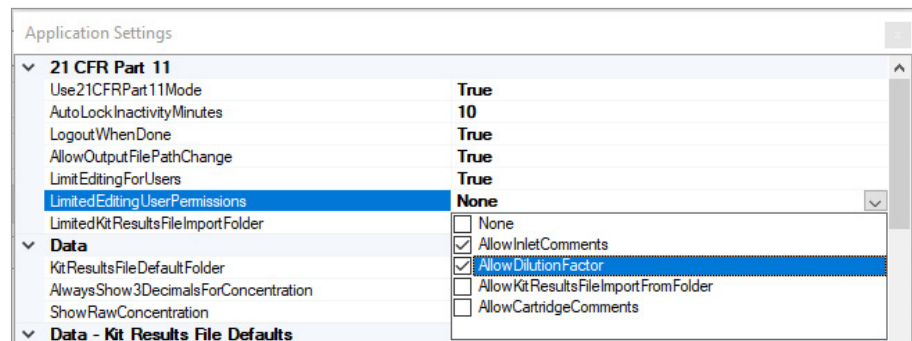 Application Settings
21 CFR Part 11
Use21CFRPart11Mode True
AutoLockInactivityMinutes 10
LogoutWhenDone True
AllowOutputFilePathChange True
LimitEditingForUsers True
LimitedEditingUserPermissions None
LimitedKitResultsFileImportFolder None
Data AllowInletComments
KitResultsFileDefaultFolder AllowDilutionFactor
AlwaysShow3DecimalsForConcentration AllowKitResultsFileImportFromFolder
ShowRawConcentration AllowCartridgeComments
Data - Kit Results File Defaults